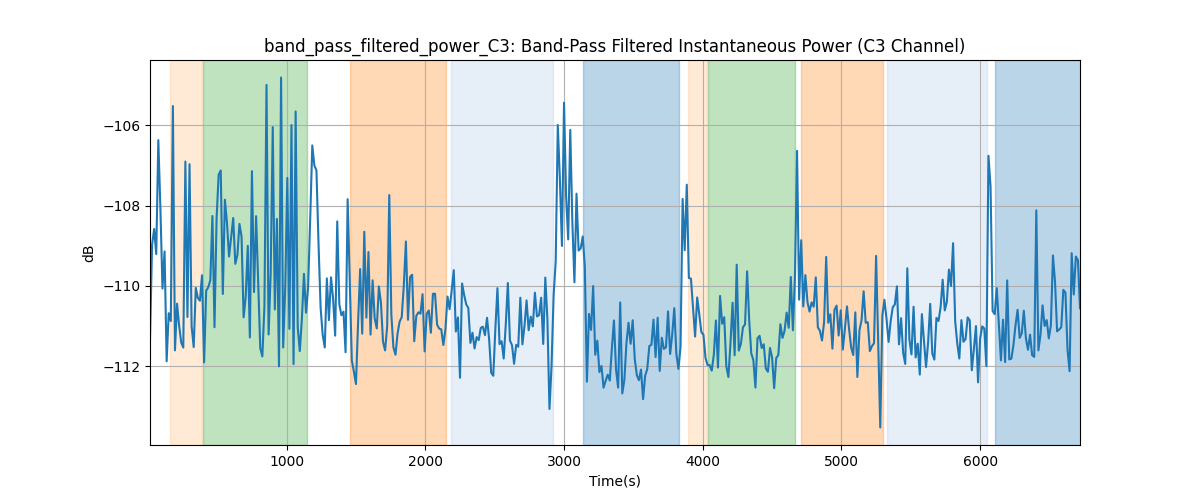 band_pass_filtered_power_C3: Band-Pass Filtered Instantaneous Power (C3 Channel)
−106
−108
−110
−112
dB
1000 2000 3000 4000 5000 6000
Time(s)